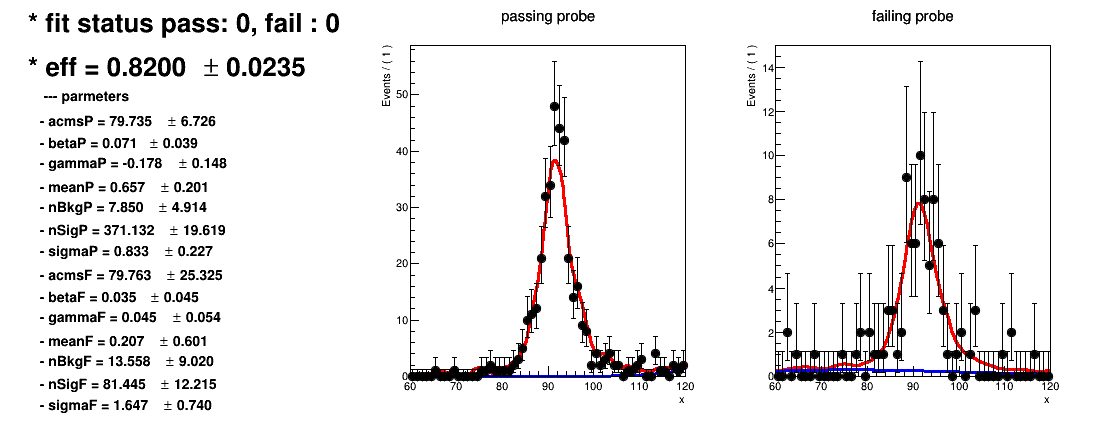 * fit status pass: 0, fail : 0
* eff = 0.8200 ± 0.0235
--- parmeters
- acmsP = 79.735 ± 6.726
- betaP = 0.071 ± 0.039
- gammaP = -0.178 ± 0.148
- meanP = 0.657 ± 0.201
- nBkgP = 7.850 ± 4.914
- nSigP = 371.132 ± 19.619
- sigmaP = 0.833 ± 0.227
- acmsF = 79.763 ± 25.325
- betaF = 0.035 ± 0.045
- gammaF = 0.045 ± 0.054
- meanF = 0.207 ± 0.601
- nBkgF = 13.558 ± 9.020
- nSigF = 81.445 ± 12.215
- sigmaF = 1.647 ± 0.740
passing probe
Events / ( 1 )
50
40
30
20
10
0
60 70 80 90 100 110 120
x
failing probe
Events / ( 1 )
14
12
10
8
6
4
2
0
60 70 80 90 100 110 120
x